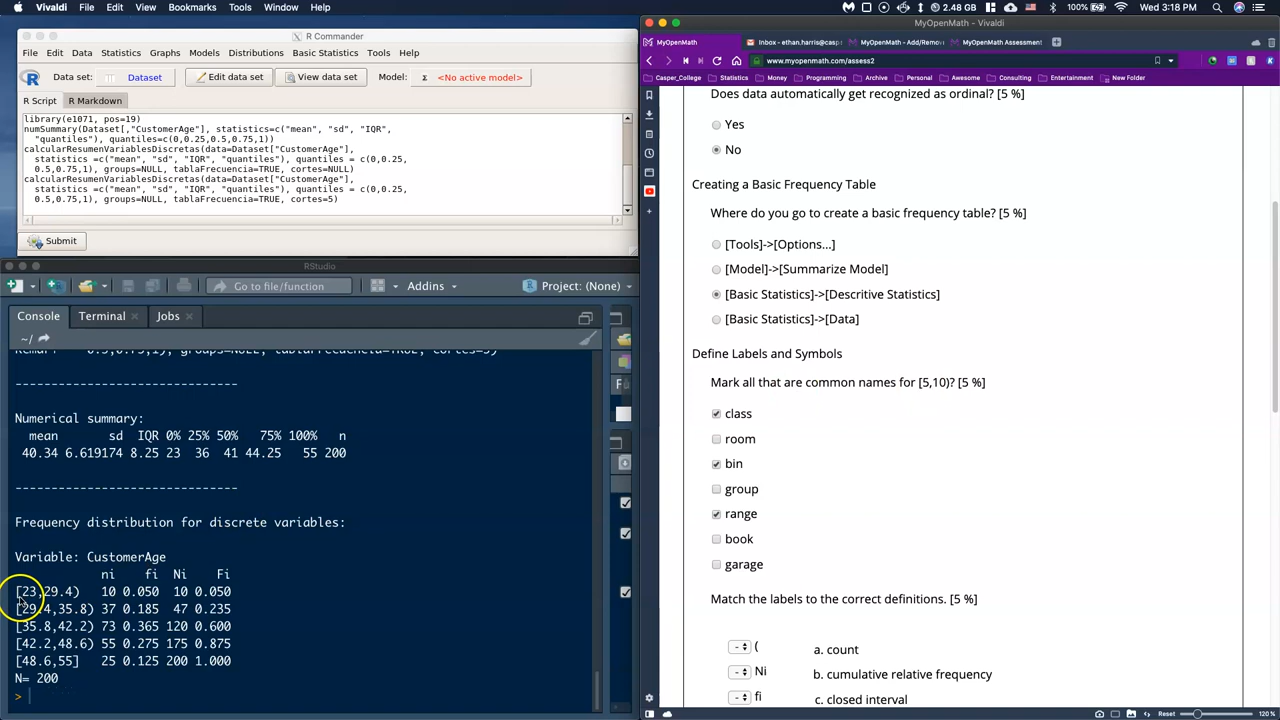 Vivaldi File Edit View Bookmarks Tools Window Help
2.48 GB 100% Wed 3:18 PM
R Commander
File Edit Data Statistics Graphs Models Distributions Basic Statistics Tools Help
R Data set: Dataset Edit data set View data set Model: Σ <No active model>
R Script R Markdown
library(e1071, pos=19)
numSummary(Dataset[,"CustomerAge"], statistics=c("mean", "sd", "IQR",
"quantiles"), quantiles=c(0,0.25,0.5,0.75,1))
calcularResumenVariablesDiscretas(data=Dataset["CustomerAge"],
statistics =c("mean", "sd", "IQR", "quantiles"), quantiles = c(0,0.25,
0.5,0.75,1), groups=NULL, tablaFrecuencia=TRUE, cortes=NULL)
calcularResumenVariablesDiscretas(data=Dataset["CustomerAge"],
statistics =c("mean", "sd", "IQR", "quantiles"), quantiles = c(0,0.25,
0.5,0.75,1), groups=NULL, tablaFrecuencia=TRUE, cortes=5)
Submit
RStudio
Go to file/function Addins Project: (None)
Console Terminal Jobs
~/
--------------------------------
Numerical summary:
mean sd IQR 0% 25% 50% 75% 100% n
40.34 6.619174 8.25 23 36 41 44.25 55 200
--------------------------------
Frequency distribution for discrete variables:
Variable: CustomerAge
ni fi Ni Fi
[23,29.4) 10 0.050 10 0.050
[29.4,35.8) 37 0.185 47 0.235
[35.8,42.2) 73 0.365 120 0.600
[42.2,48.6) 55 0.275 175 0.875
[48.6,55] 25 0.125 200 1.000
N= 200
>
MyOpenMath - Vivaldi
MyOpenMath Inbox - ethan.harris@casp MyOpenMath - Add/Remov MyOpenMath Assessment
www.myopenmath.com/assess2
Casper_College Statistics Money Programming Archive Personal Awesome Consulting Entertainment New Folder
Does data automatically get recognized as ordinal? [5 %]
Yes
No
Creating a Basic Frequency Table
Where do you go to create a basic frequency table? [5 %]
[Tools]->[Options...]
[Model]->[Summarize Model]
[Basic Statistics]->[Descritive Statistics]
[Basic Statistics]->[Data]
Define Labels and Symbols
Mark all that are common names for [5,10)? [5 %]
class
room
bin
group
range
book
garage
Match the labels to the correct definitions. [5 %]
- ( a. count
- Ni b. cumulative relative frequency
- fi c. closed interval
Reset 120 %